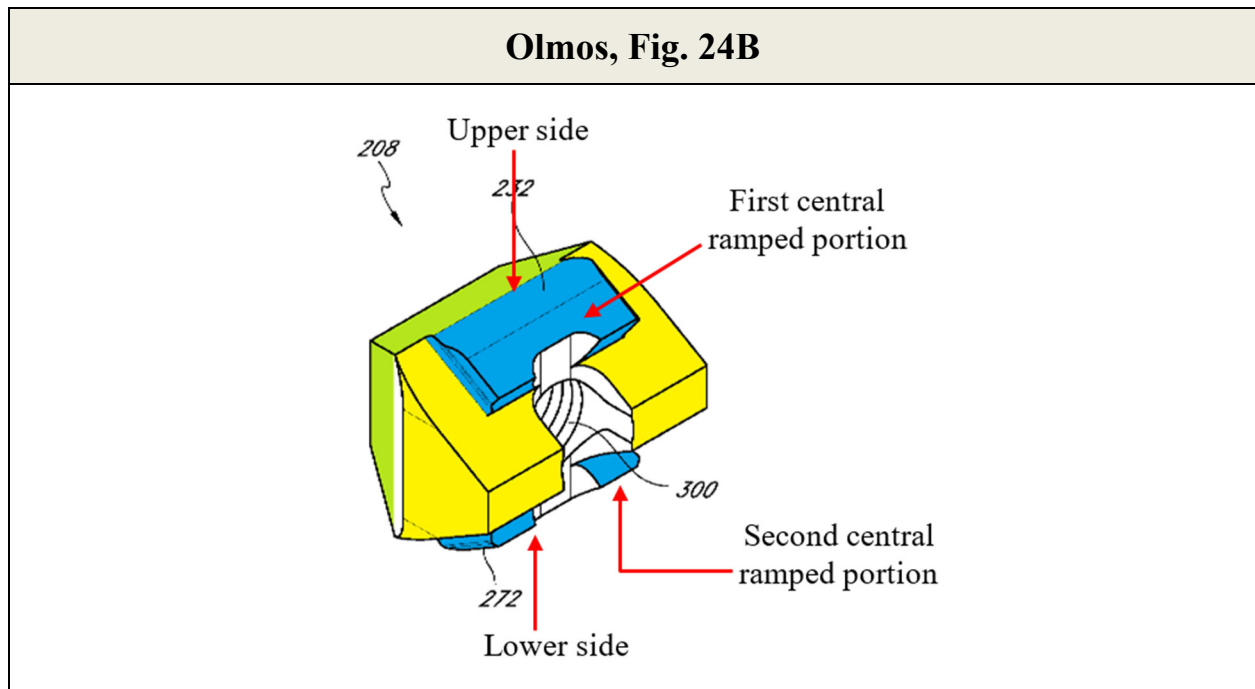 Olmos, Fig. 24B
Upper side
208
232
First central
ramped portion
300
Second central
ramped portion
272
Lower side